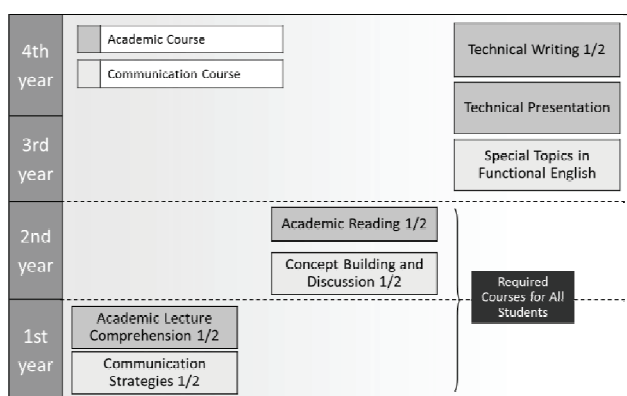 4th
year
Academic Course
Communication Course
Technical Writing 1/2
Technical Presentation
3rd
year
Special Topics in
Functional English
2nd
year
Academic Reading 1/2
Concept Building and
Discussion 1/2
Required
Courses for All
Students
1st
year
Academic Lecture
Comprehension 1/2
Communication
Strategies 1/2